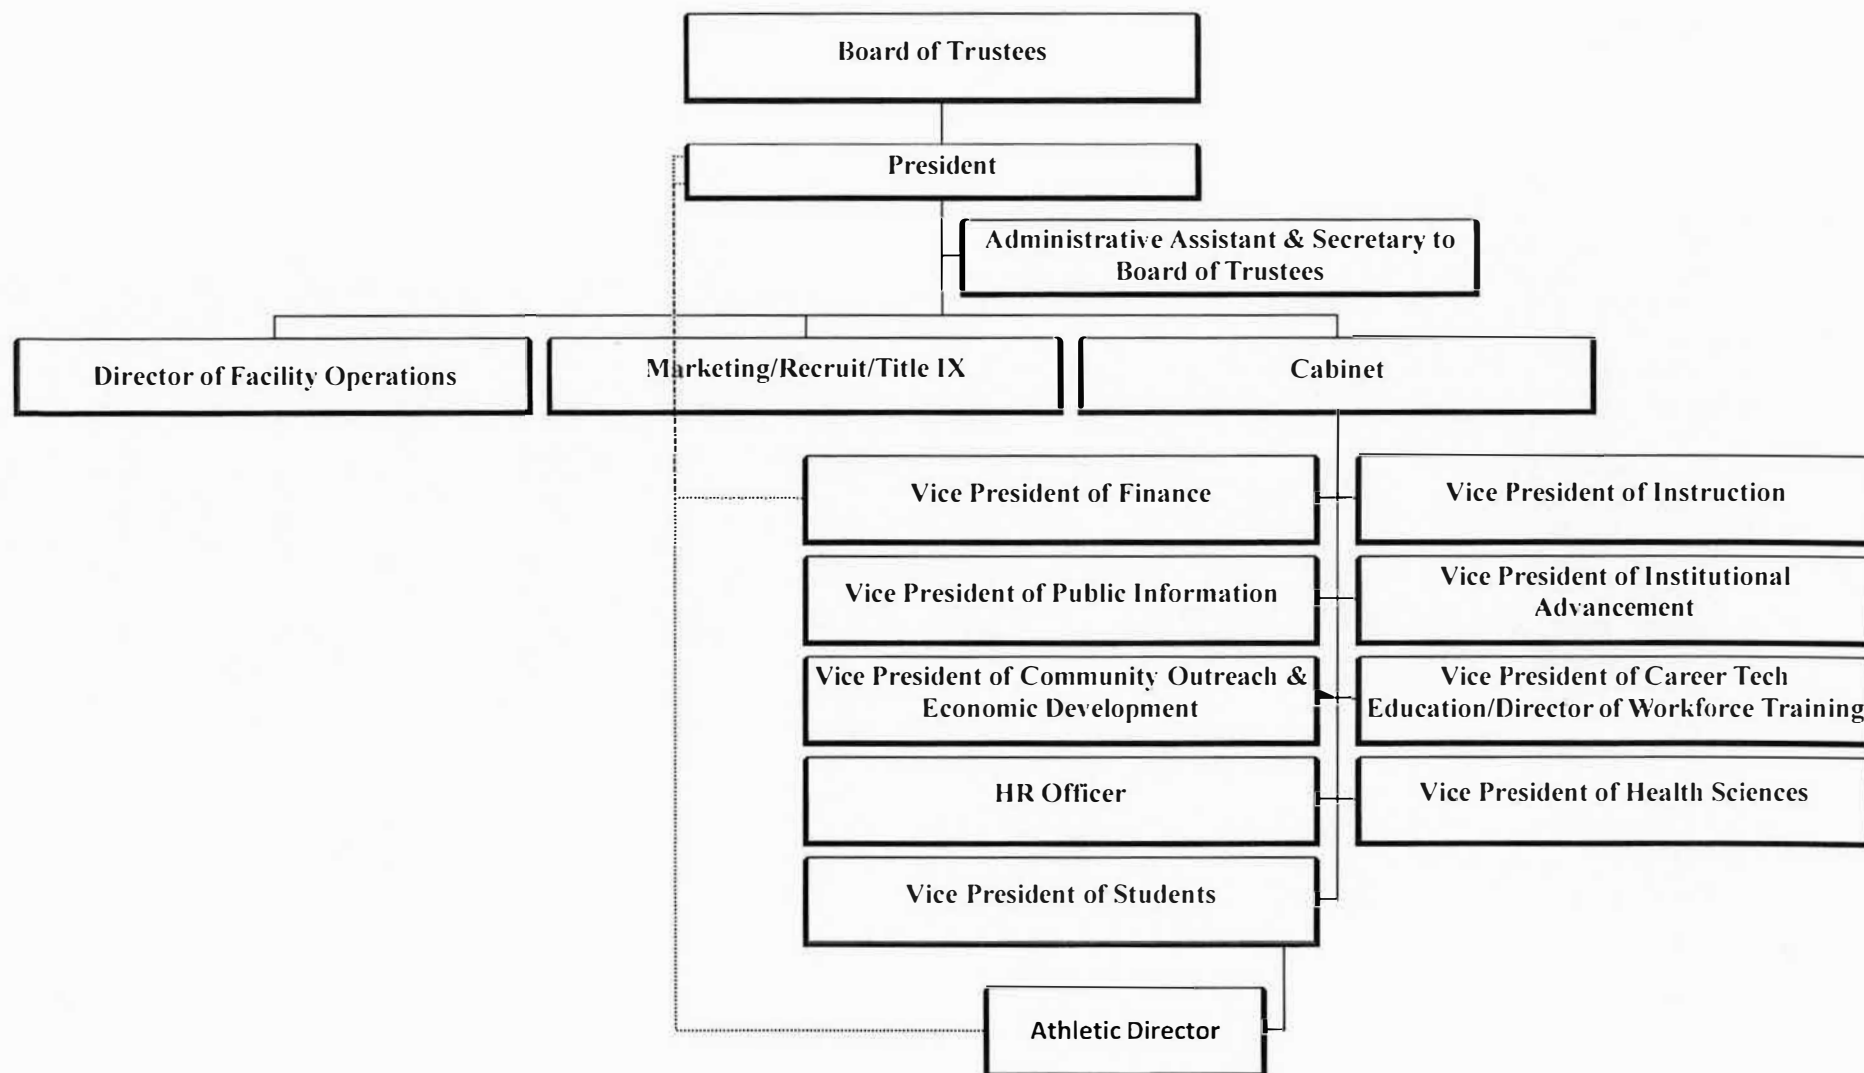 Board of Trustees
President
Administrative Assistant & Secretary to
Board of Trustees
Director of Facility Operations
Marketing/Recruit/Title IX
Cabinet
Vice President of Finance
Vice President of Instruction
Vice President of Public Information
Vice President of Institutional
Advancement
Vice President of Community Outreach &
Economic Development
Vice President of Career Tech
Education/Director of Workforce Training
HR Officer
Vice President of Health Sciences
Vice President of Students
Athletic Director